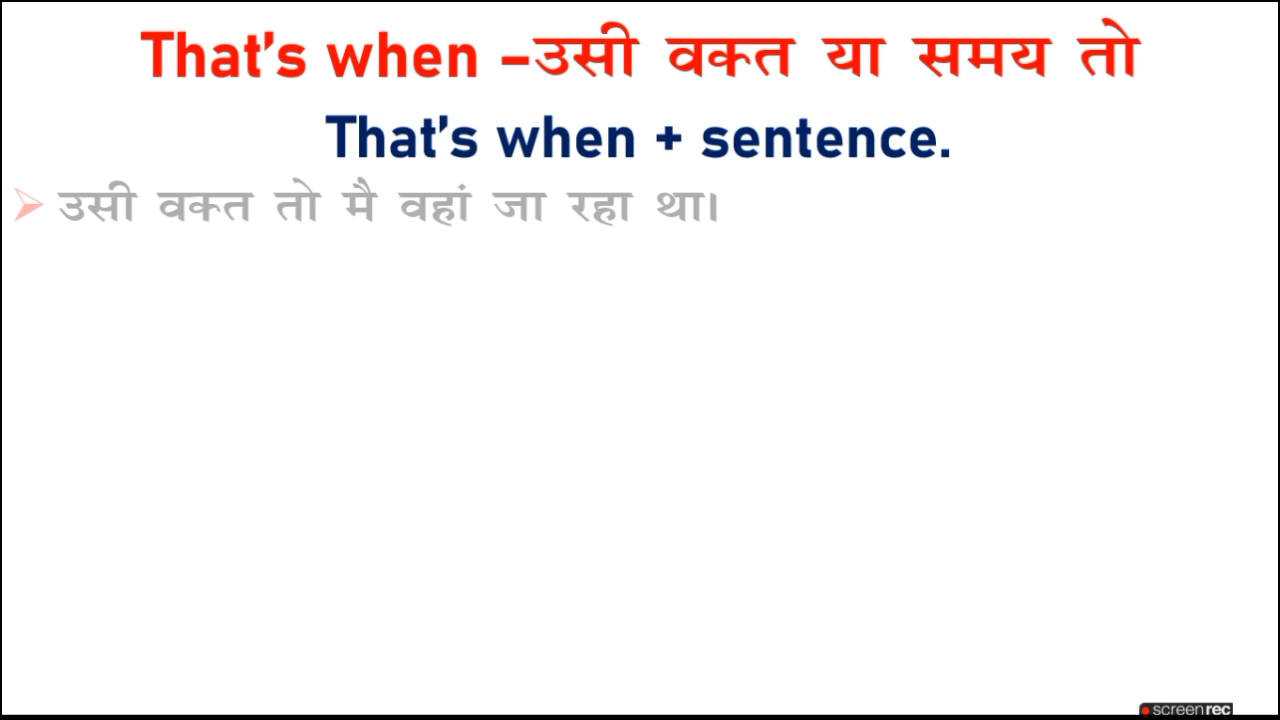 That's when –उसी वक्त या समय तो
That's when + sentence.
➢ उसी वक्त तो मै वहां जा रहा था।
screenrec